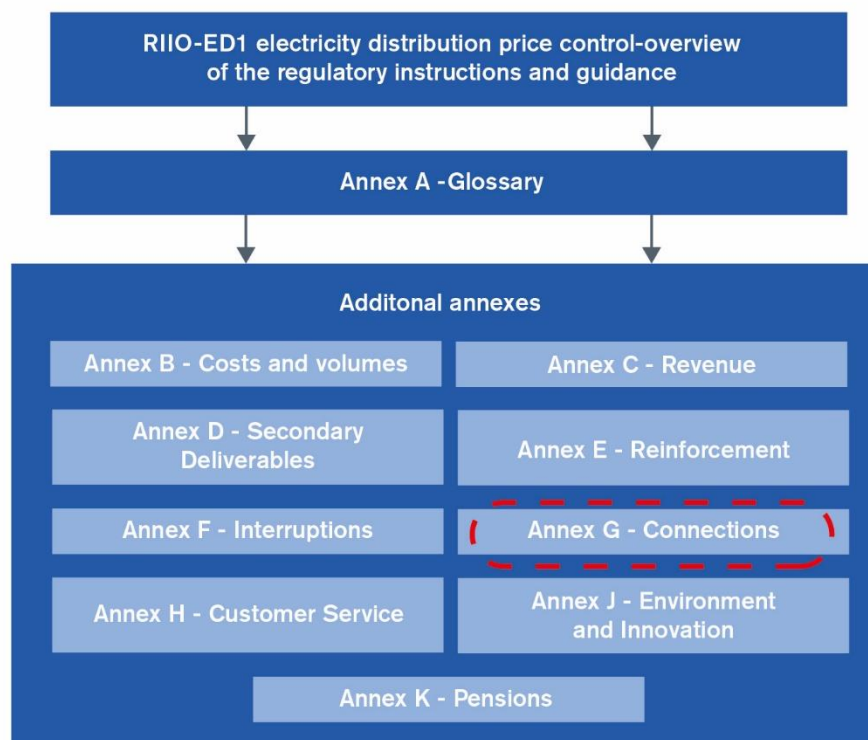 RIIO-ED1 electricity distribution price control-overview
of the regulatory instructions and guidance
Annex A -Glossary
Additonal annexes
Annex B - Costs and volumes
Annex C - Revenue
Annex D - Secondary
Deliverables
Annex E - Reinforcement
Annex F - Interruptions
Annex G - Connections
Annex H - Customer Service
Annex J - Environment
and Innovation
Annex K - Pensions